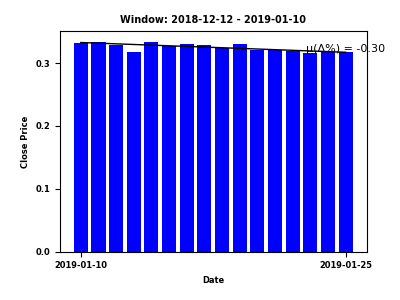 Window: 2018-12-12 - 2019-01-10
μ(Δ%) = -0.30
0.3
0.2
0.1
0.0
Close Price
2019-01-10 2019-01-25
Date